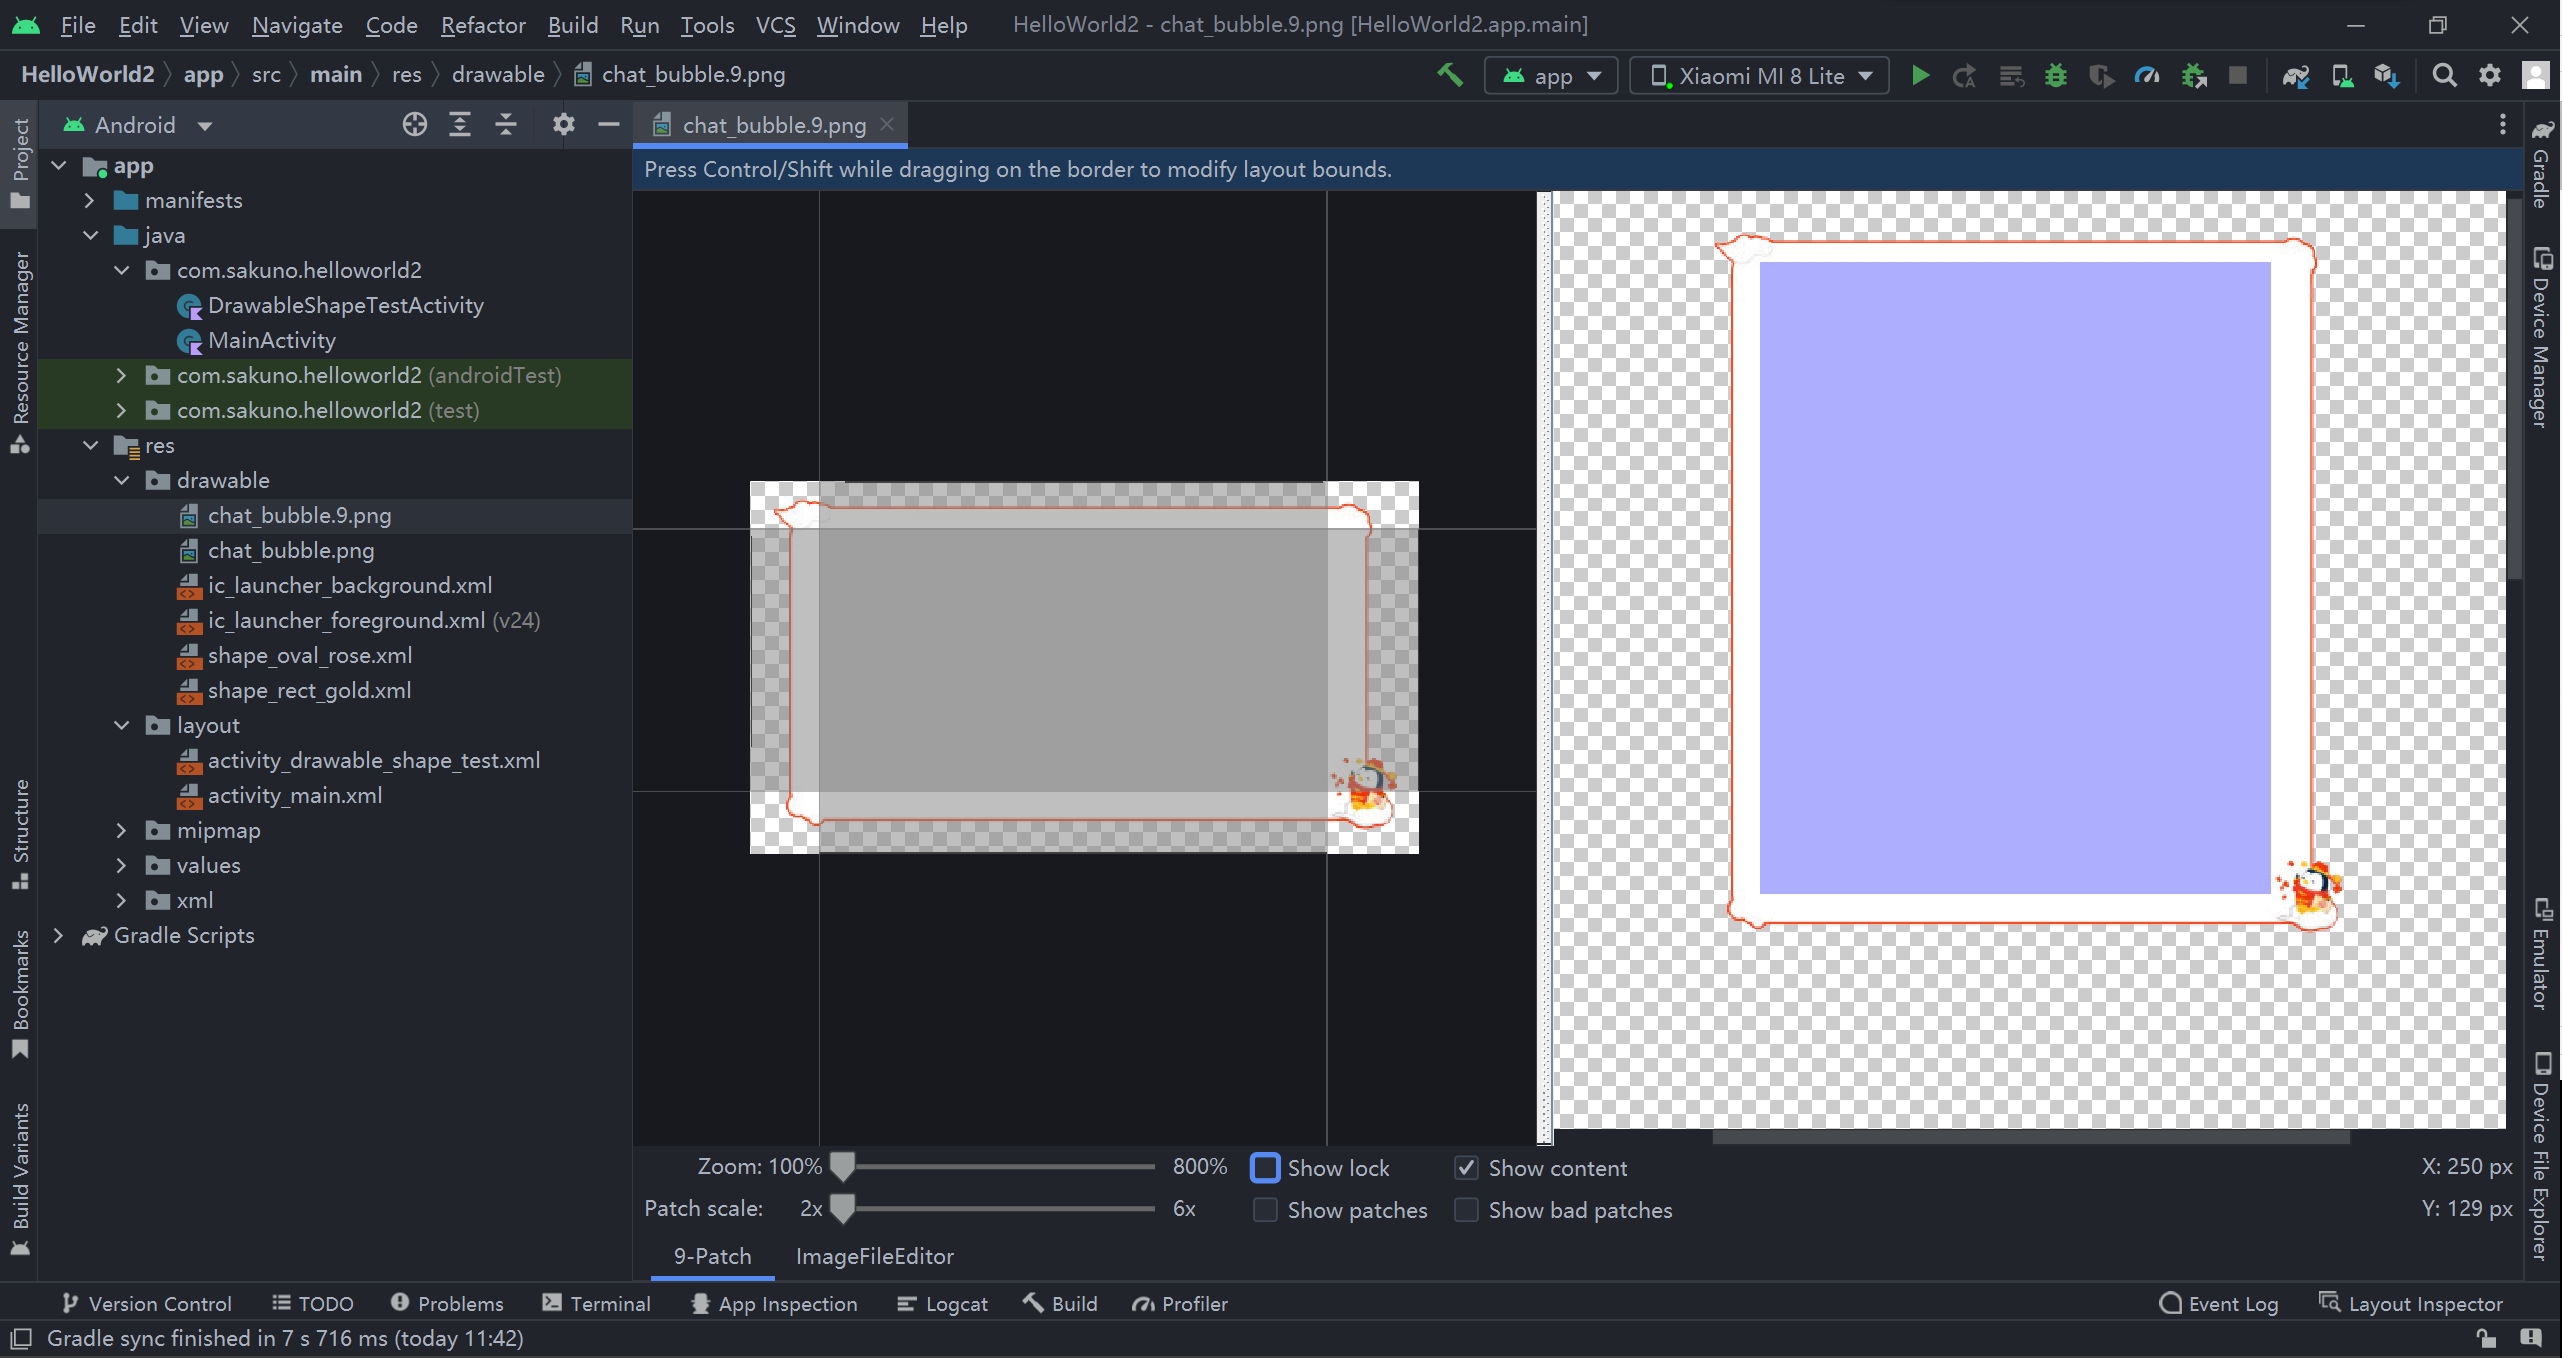 File Edit View Navigate Code Refactor Build Run Tools VCS Window Help HelloWorld2 - chat_bubble.9.png [HelloWorld2.app.main]
HelloWorld2 app src main res drawable chat_bubble.9.png app Xiaomi MI 8 Lite
Android
chat_bubble.9.png
Press Control/Shift while dragging on the border to modify layout bounds.
app
manifests
java
com.sakuno.helloworld2
DrawableShapeTestActivity
MainActivity
com.sakuno.helloworld2 (androidTest)
com.sakuno.helloworld2 (test)
res
drawable
chat_bubble.9.png
chat_bubble.png
ic_launcher_background.xml
ic_launcher_foreground.xml (v24)
shape_oval_rose.xml
shape_rect_gold.xml
layout
activity_drawable_shape_test.xml
activity_main.xml
mipmap
values
xml
Gradle Scripts
Project
Resource Manager
Structure
Bookmarks
Build Variants
Gradle
Device Manager
Emulator
Device File Explorer
Zoom: 100% 800% Show lock Show content X: 250 px
Patch scale: 2x 6x Show patches Show bad patches Y: 129 px
9-Patch ImageFileEditor
Version Control TODO Problems Terminal App Inspection Logcat Build Profiler Event Log Layout Inspector
Gradle sync finished in 7 s 716 ms (today 11:42)